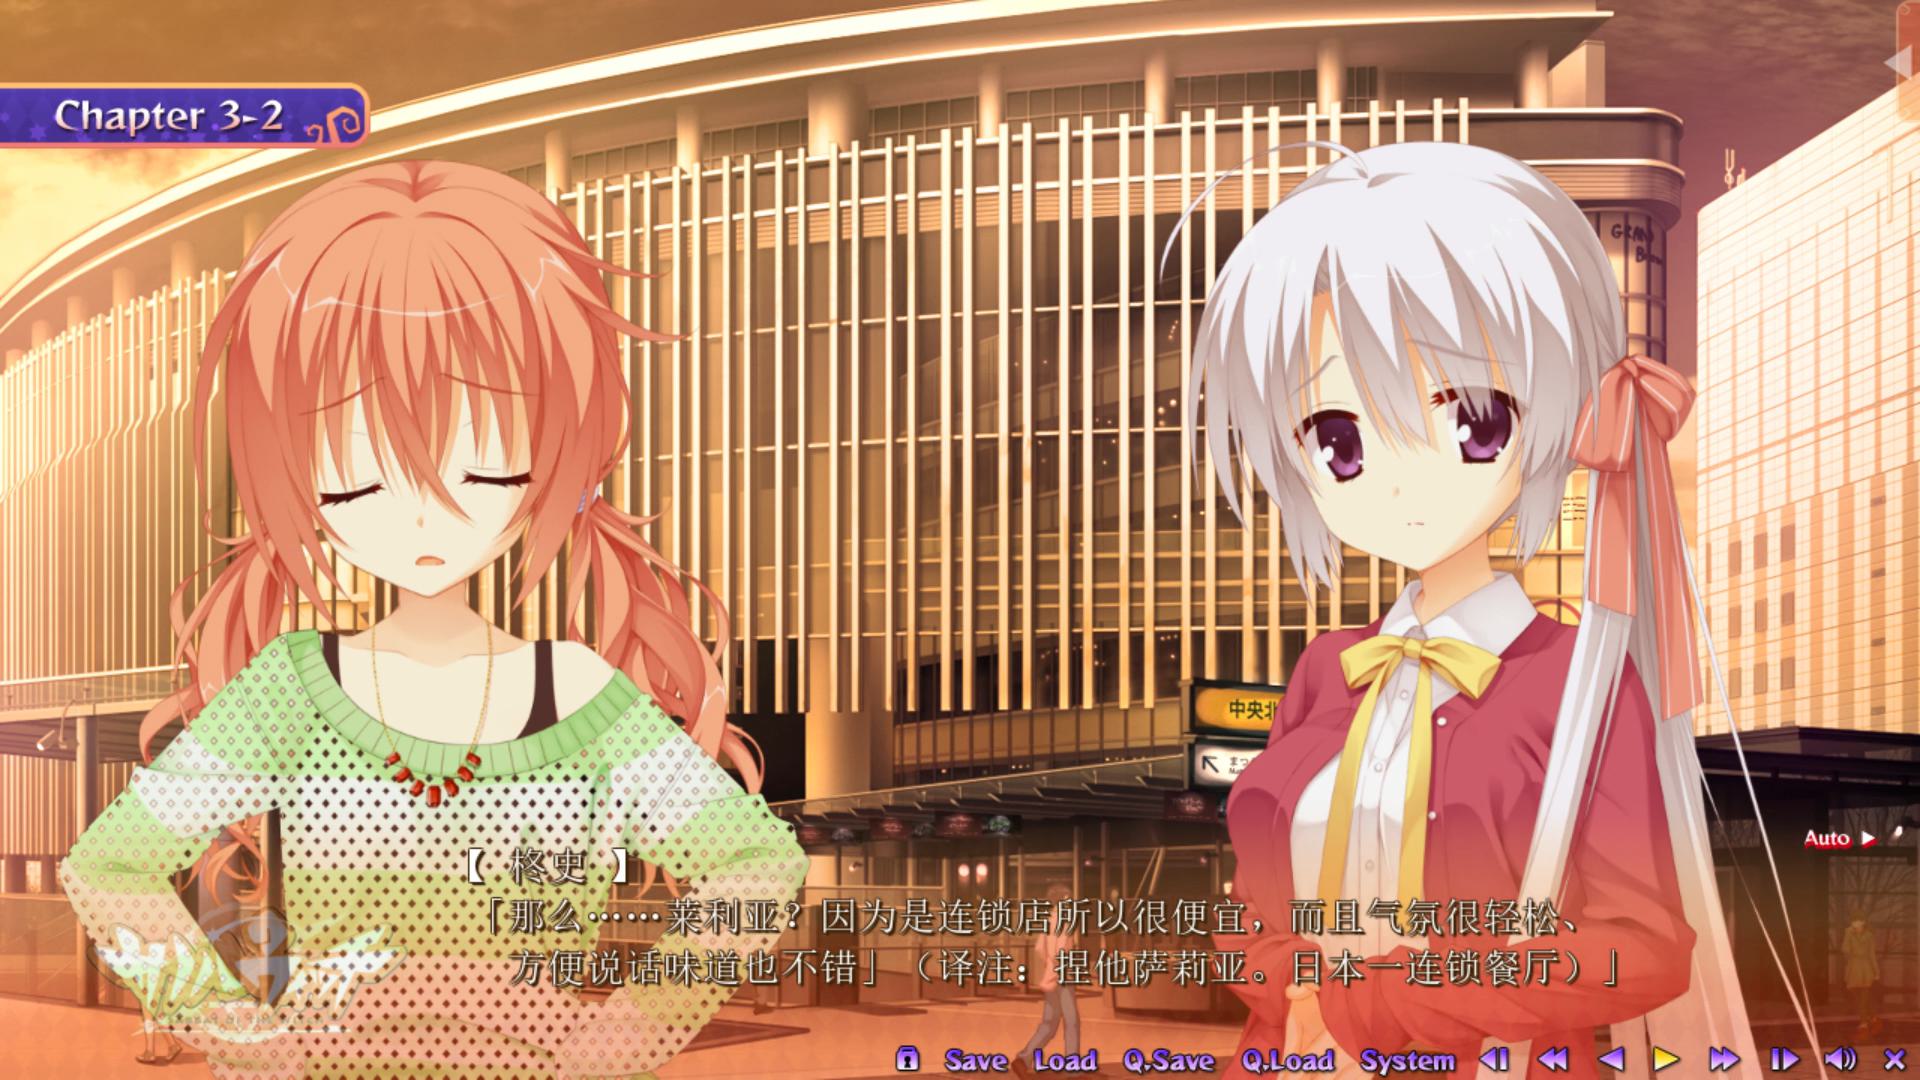 Chapter 3-2
GRAN
中央北
【 柊史 】
「那么……莱利亚？因为是连锁店所以很便宜，而且气氛很轻松、
方便说话味道也不错」（译注：捏他萨莉亚。日本一连锁餐厅）」
Auto
Save Load Q.Save Q.Load System